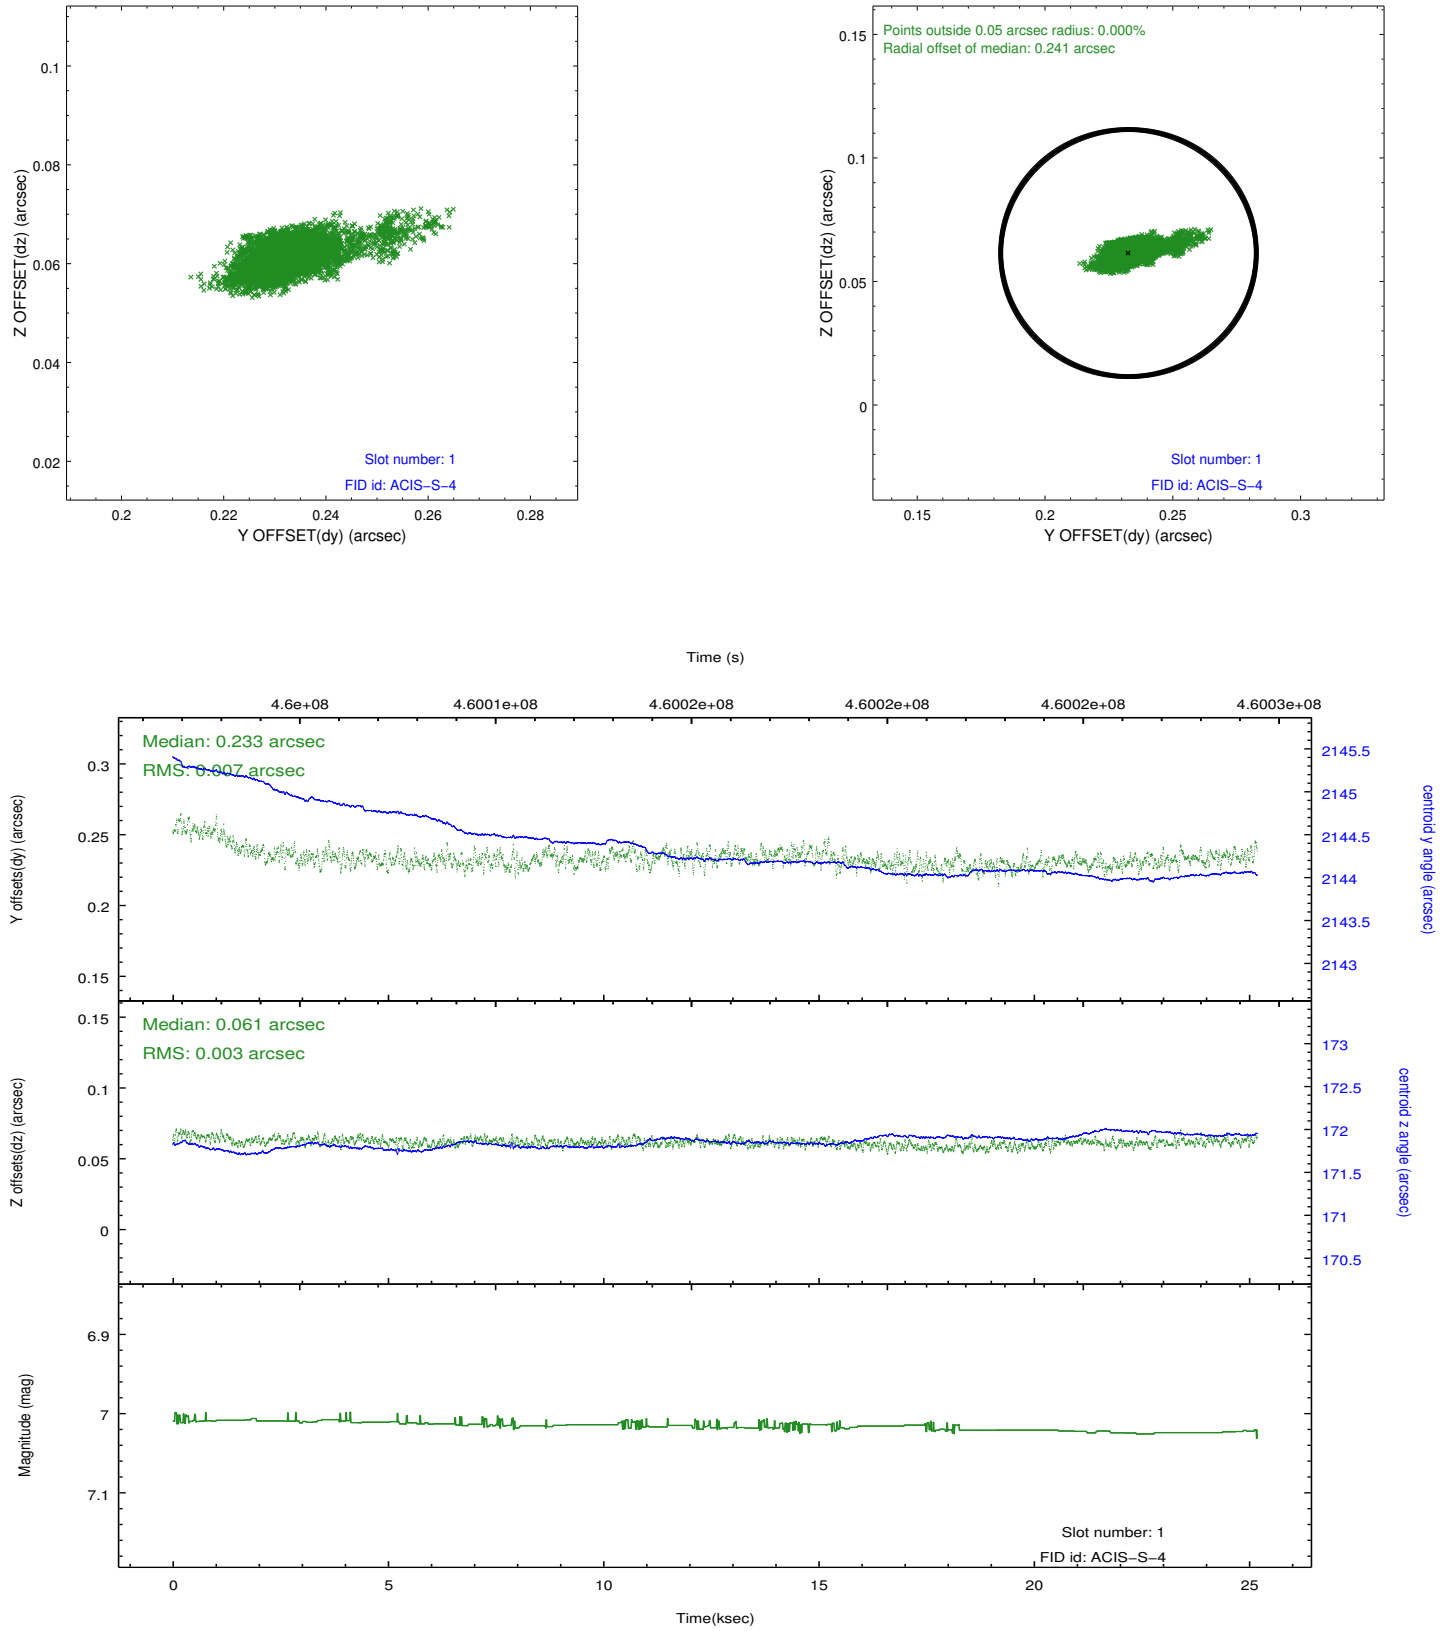 0.1
0.08
0.06
0.04
0.02
Z OFFSET(dz) (arcsec)
Slot number: 1
FID id: ACIS−S−4
0.2 0.22 0.24 0.26 0.28
Y OFFSET(dy) (arcsec)
Points outside 0.05 arcsec radius: 0.000%
Radial offset of median: 0.241 arcsec
0.15
0.1
0.05
0
Z OFFSET(dz) (arcsec)
Slot number: 1
FID id: ACIS−S−4
0.15 0.2 0.25 0.3
Y OFFSET(dy) (arcsec)
Time (s)
4.6e+08 4.6001e+08 4.6002e+08 4.6002e+08 4.6002e+08 4.6003e+08
Median: 0.233 arcsec
RMS: 0.007 arcsec
0.3
0.25
0.2
0.15
Y offsets(dy) (arcsec)
2145.5
2145
2144.5
2144
2143.5
2143
centroid y angle (arcsec)
Median: 0.061 arcsec
RMS: 0.003 arcsec
0.15
0.1
0.05
0
Z offsets(dz) (arcsec)
173
172.5
172
171.5
171
170.5
centroid z angle (arcsec)
6.9
7
7.1
Magnitude (mag)
Slot number: 1
FID id: ACIS−S−4
0 5 10 15 20 25
Time(ksec)